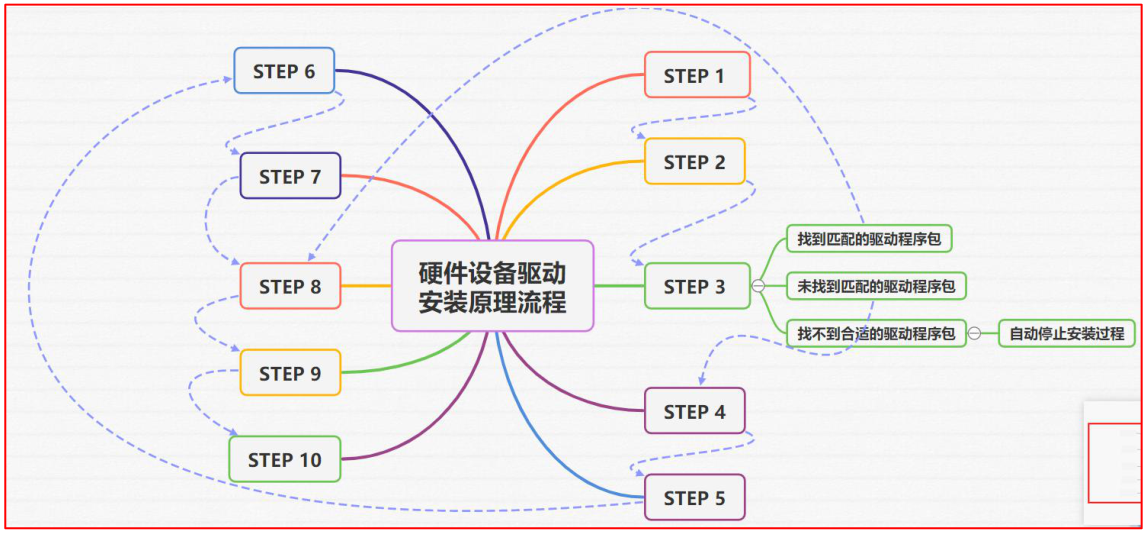 硬件设备驱动
安装原理流程
STEP 1
STEP 2
STEP 3
找到匹配的驱动程序包
未找到匹配的驱动程序包
找不到合适的驱动程序包
自动停止安装过程
STEP 4
STEP 5
STEP 6
STEP 7
STEP 8
STEP 9
STEP 10